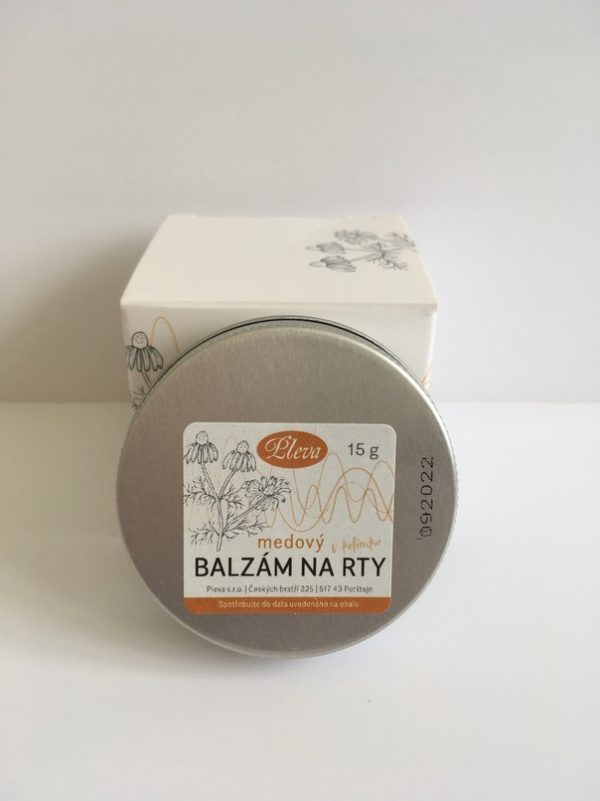 Pleva
15 g
medový v kelímku
BALZÁM NA RTY
Pleva s.r.o. | Českých bratří 325 | 517 43 Potštejn
Spotřebujte do data uvedeného na obalu.
092022